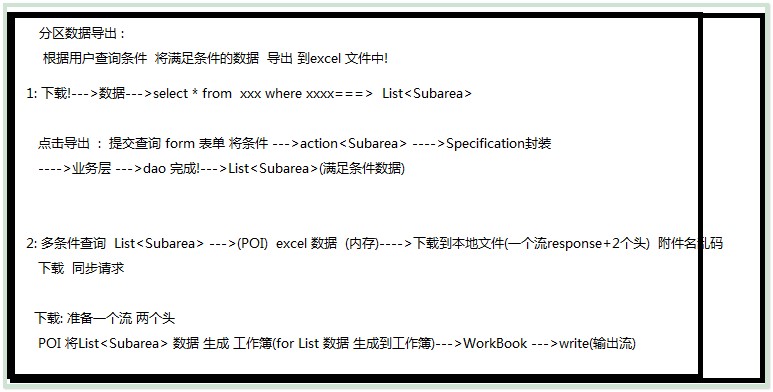 分区数据导出：
根据用户查询条件  将满足条件的数据  导出 到excel 文件中!
1: 下载!--->数据--->select * from  xxx where xxxx===>  List<Subarea>
点击导出 ： 提交查询 form 表单 将条件 --->action<Subarea> ---->Specification封装
---->业务层 --->dao 完成!--->List<Subarea>(满足条件数据)
2: 多条件查询  List<Subarea> --->(POI)  excel 数据  (内存)---->下载到本地文件(一个流response+2个头)  附件名乱码
下载  同步请求
下载: 准备一个流 两个头
POI 将List<Subarea> 数据 生成 工作簿(for List 数据 生成到工作簿)--->WorkBook --->write(输出流)